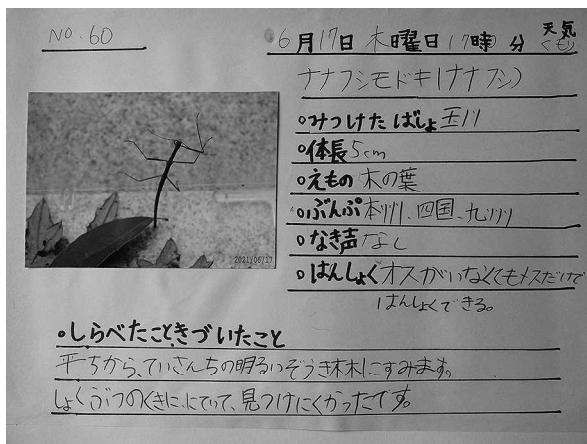 NO.60
6月17日 木曜日 17時 分 天気 くもり
ナナフシモドキ(ナナフシ)
•みつけたばしょ 玉川
•体長 5cm
•えもの 木の葉
•ぶんぷ 本州、四国、九州
•なき声 なし
•はんしょく オスがいなくてもメスだけで
はんしょくできる。
2021/06/17
•しらべたこときづいたこと
平ちから、ていさんちの明るいぞうき林にすみます。
しょくぶつのくきに、にていて、見つけにくかったです。